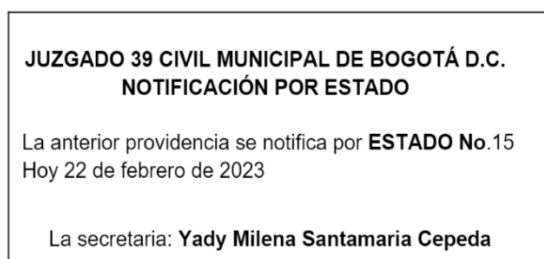 JUZGADO 39 CIVIL MUNICIPAL DE BOGOTÁ D.C.
NOTIFICACIÓN POR ESTADO
La anterior providencia se notifica por ESTADO No.15
Hoy 22 de febrero de 2023
La secretaria: Yady Milena Santamaria Cepeda